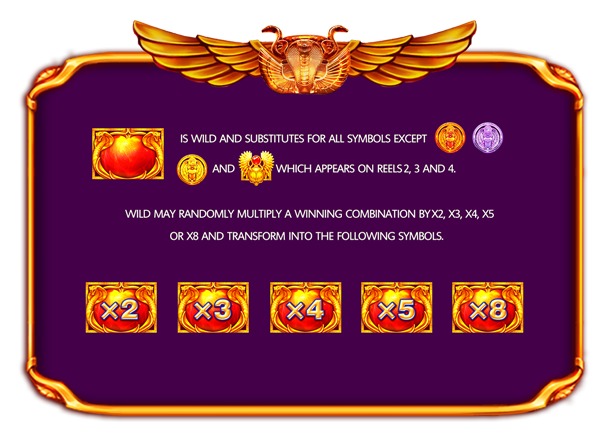 IS WILD AND SUBSTITUTES FOR ALL SYMBOLS EXCEPT
AND WHICH APPEARS ON REELS 2, 3 AND 4.
WILD MAY RANDOMLY MULTIPLY A WINNING COMBINATION BY X2, X3, X4, X5
OR X8 AND TRANSFORM INTO THE FOLLOWING SYMBOLS.
×2 ×3 ×4 ×5 ×8